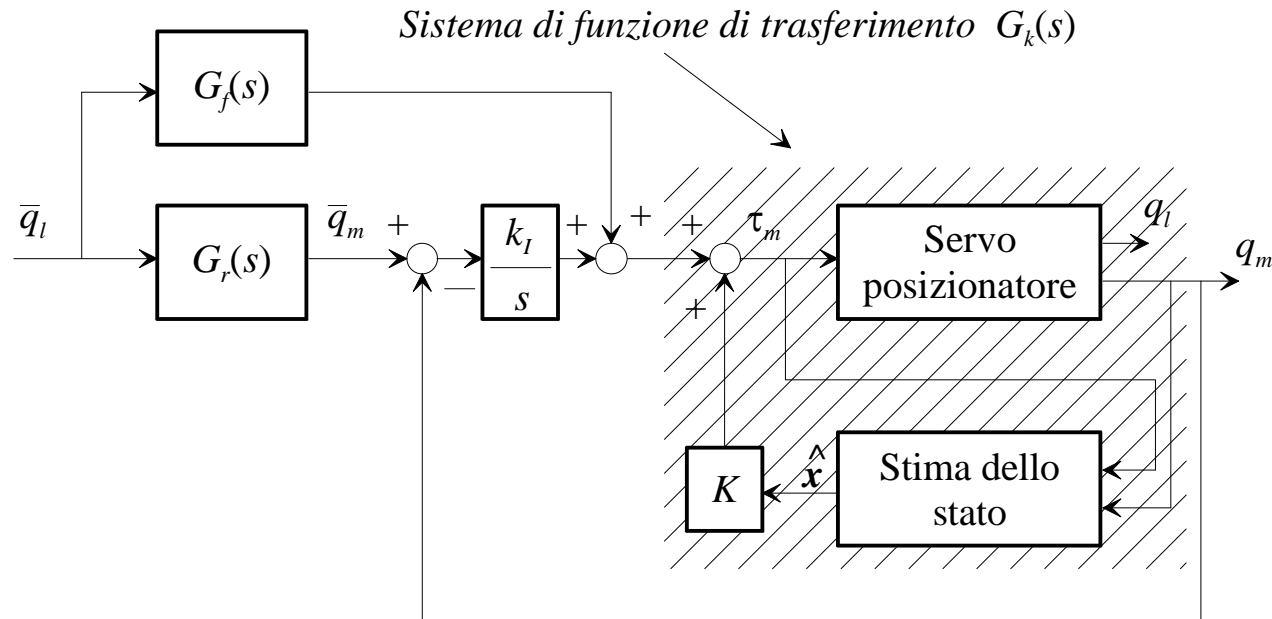 Sistema di funzione di trasferimento G_k(s)
G_f(s)
q̅_l
G_r(s)
q̅_m
+
−
k_I
s
+
+
+
+
τ_m
Servo
posizionatore
q_l
q_m
K
x̂
Stima dello
stato